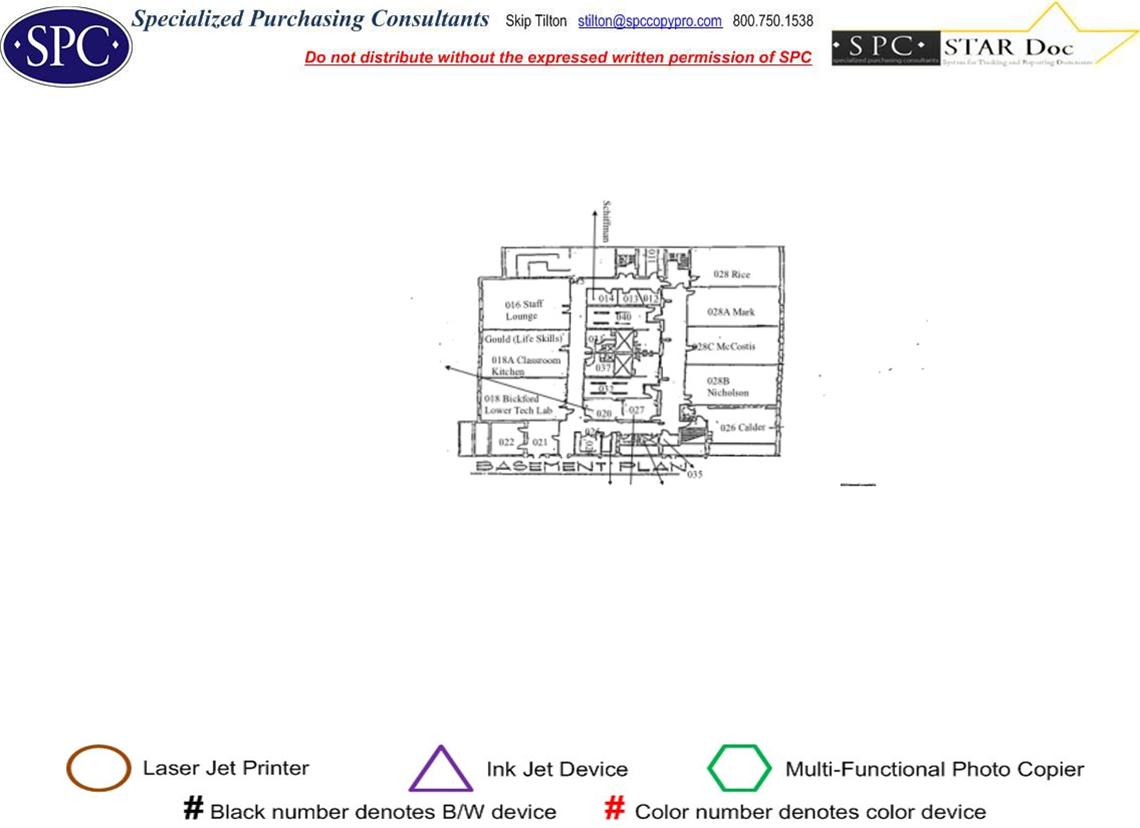 SPC
Specialized Purchasing Consultants Skip Tilton stilton@spccopypro.com 800.750.1538
Do not distribute without the expressed written permission of SPC
SPC STAR Doc
specialized purchasing consultants System for Tracking and Reporting Documents
Schiffman
011
028 Rice
014 013 012
016 Staff
Lounge
040
028A Mark
Gould (Life Skills)
028C McCostis
018A Classroom
Kitchen
037
028B
Nicholson
018 Bickford
Lower Tech Lab
020 027
026 Calder
022 021
BASEMENT PLAN
035
Laser Jet Printer
Ink Jet Device
Multi-Functional Photo Copier
# Black number denotes B/W device
# Color number denotes color device